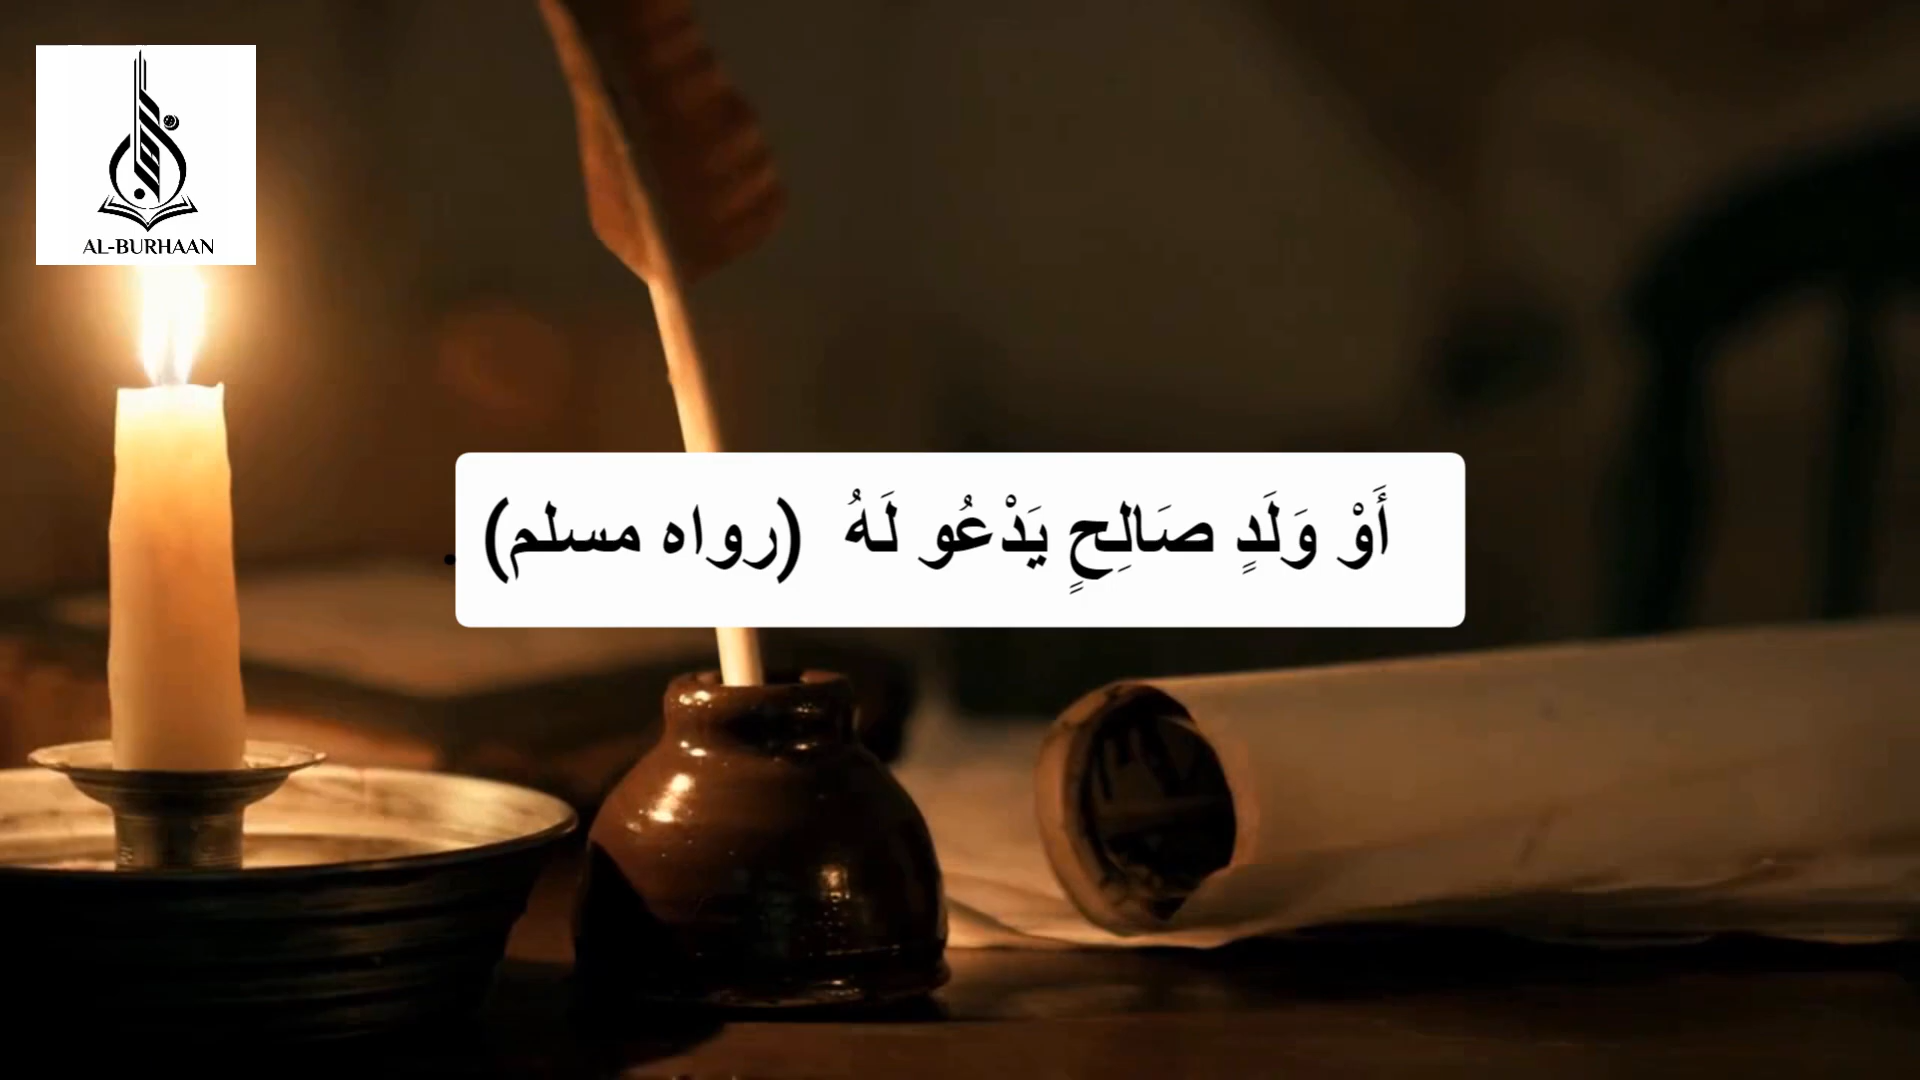 AL-BURHAAN
أَوْ وَلَدٍ صَالِحٍ يَدْعُو لَهُ (رواه مسلم) .